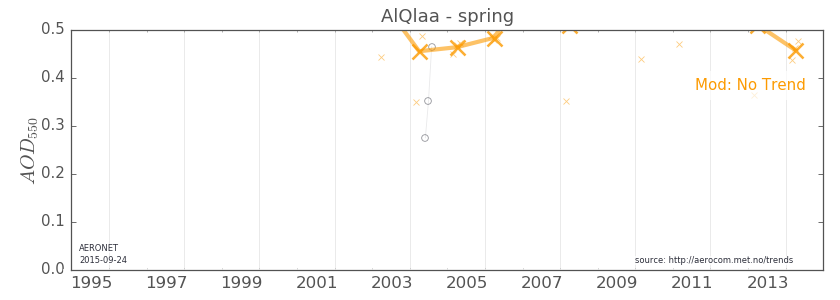 AlQlaa - spring
0.5
0.4
0.3
0.2
0.1
0.0
AOD550
Mod: No Trend
AERONET
2015-09-24
source: http://aerocom.met.no/trends
1995 1997 1999 2001 2003 2005 2007 2009 2011 2013